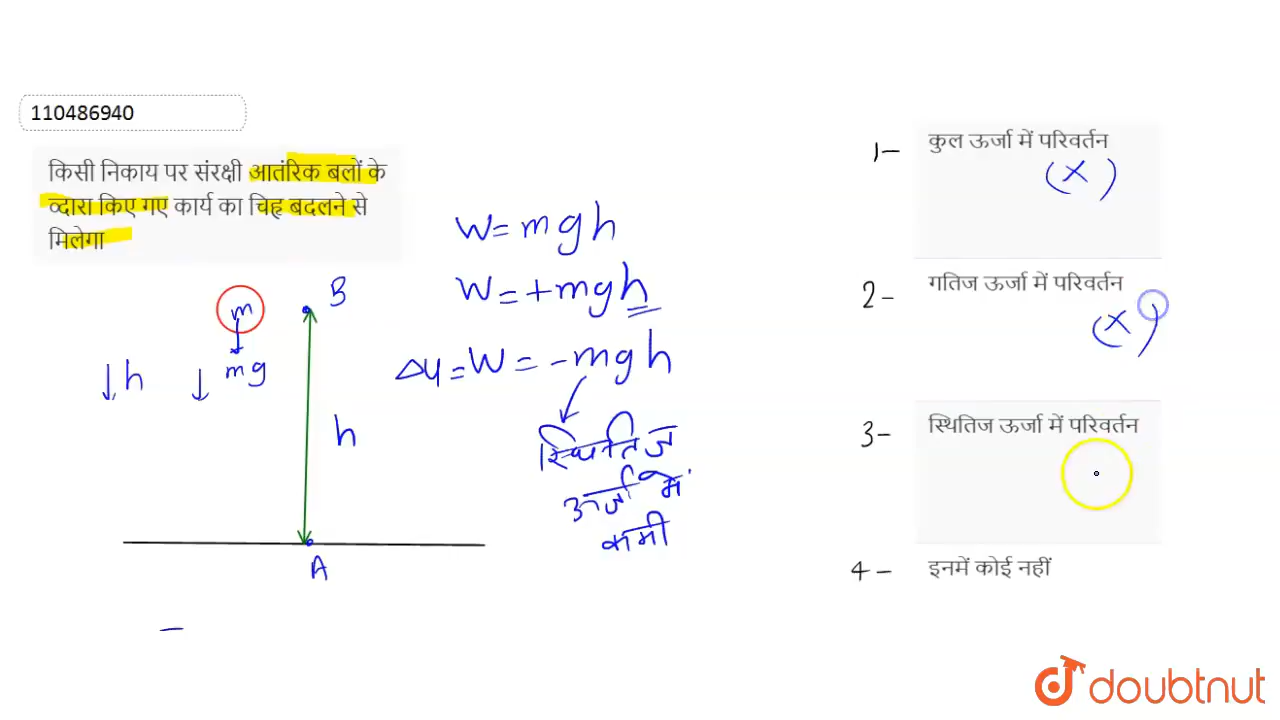 110486940
किसी निकाय पर संरक्षी आतंरिक बलों के
व्दारा किए गए कार्य का चिह्न बदलने से
मिलेगा
B
m
mg
↓h
↓
h
A
W=mgh
W=+mgh
ΔU=W=-mgh
स्थितिज
ऊर्जा में
कमी
1-
कुल ऊर्जा में परिवर्तन
(X)
2-
गतिज ऊर्जा में परिवर्तन
(X)
3-
स्थितिज ऊर्जा में परिवर्तन
4-
इनमें कोई नहीं
doubtnut